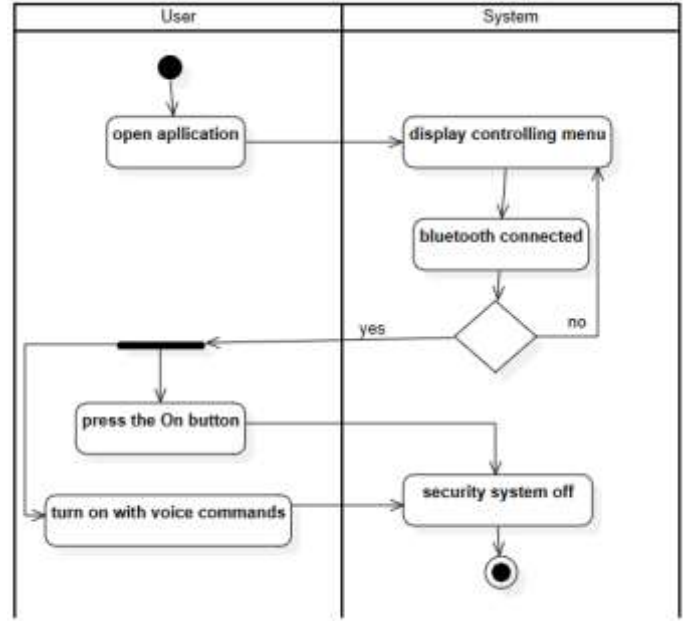 User
System
open apllication
display controlling menu
bluetooth connected
yes
no
press the On button
security system off
turn on with voice commands